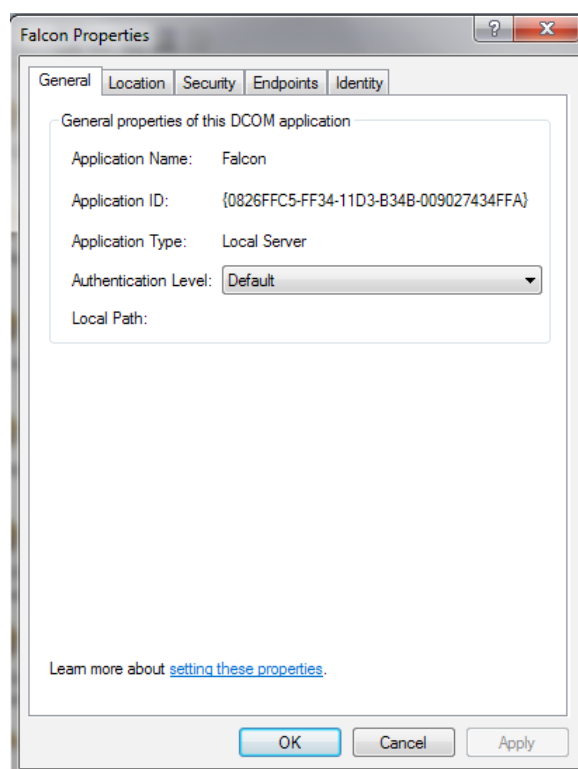 Falcon Properties
?
General Location Security Endpoints Identity
General properties of this DCOM application
Application Name: Falcon
Application ID: {0826FFC5-FF34-11D3-B34B-009027434FFA}
Application Type: Local Server
Authentication Level: Default
Local Path:
Learn more about setting these properties.
OK Cancel Apply